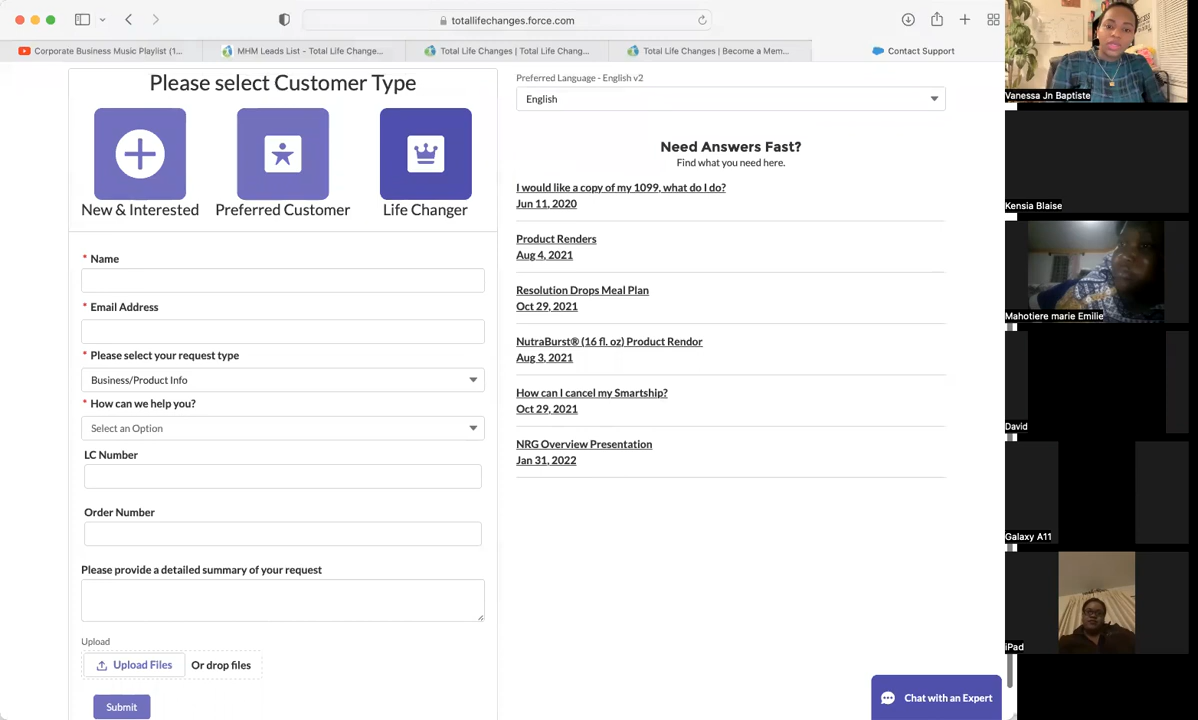 totallifechanges.force.com
Corporate Business Music Playlist (1...
MHM Leads List - Total Life Change...
Total Life Changes | Total Life Chang...
Total Life Changes | Become a Mem...
Contact Support
Please select Customer Type
New & Interested
Preferred Customer
Life Changer
* Name
* Email Address
* Please select your request type
Business/Product Info
* How can we help you?
Select an Option
LC Number
Order Number
Please provide a detailed summary of your request
Upload
Upload Files
Or drop files
Submit
Preferred Language - English v2
English
Need Answers Fast?
Find what you need here.
I would like a copy of my 1099, what do I do?
Jun 11, 2020
Product Renders
Aug 4, 2021
Resolution Drops Meal Plan
Oct 29, 2021
NutraBurst® (16 fl. oz) Product Rendor
Aug 3, 2021
How can I cancel my Smartship?
Oct 29, 2021
NRG Overview Presentation
Jan 31, 2022
Chat with an Expert
Vanessa Jn Baptiste
Kensia Blaise
Mahotiere marie Emilie
David
Galaxy A11
iPad